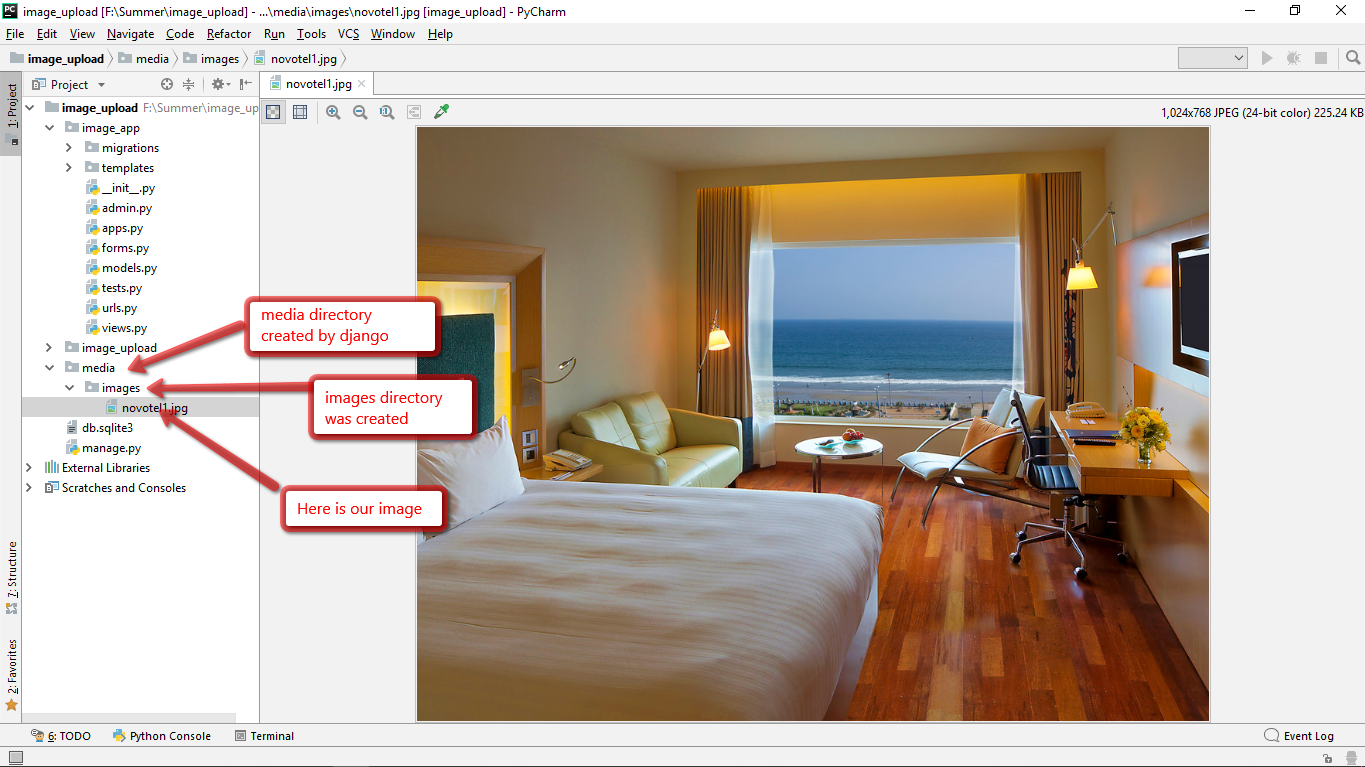 image_upload [F:\Summer\image_upload] - ...\media\images\novotel1.jpg [image_upload] - PyCharm
File Edit View Navigate Code Refactor Run Tools VCS Window Help
image_upload media images novotel1.jpg
1: Project
Project
novotel1.jpg
1,024x768 JPEG (24-bit color) 225.24 KB
image_upload F:\Summer\image_up
image_app
migrations
templates
__init__.py
admin.py
apps.py
forms.py
models.py
tests.py
urls.py
views.py
image_upload
media
images
novotel1.jpg
db.sqlite3
manage.py
External Libraries
Scratches and Consoles
media directory
created by django
images directory
was created
Here is our image
7: Structure
2: Favorites
6: TODO Python Console Terminal Event Log